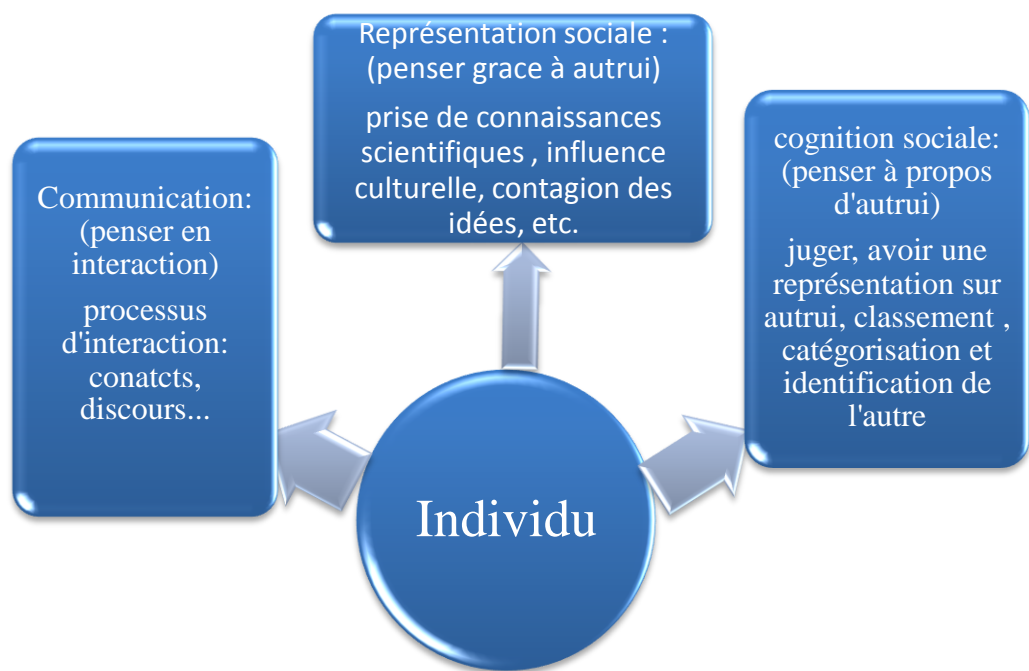 Représentation sociale :
(penser grace à autrui)
prise de connaissances
scientifiques , influence
culturelle, contagion des
idées, etc.
Communication:
(penser en
interaction)
processus
d'interaction:
conatcts,
discours...
cognition sociale:
(penser à propos
d'autrui)
juger, avoir une
représentation sur
autrui, classement ,
catégorisation et
identification de
l'autre
Individu